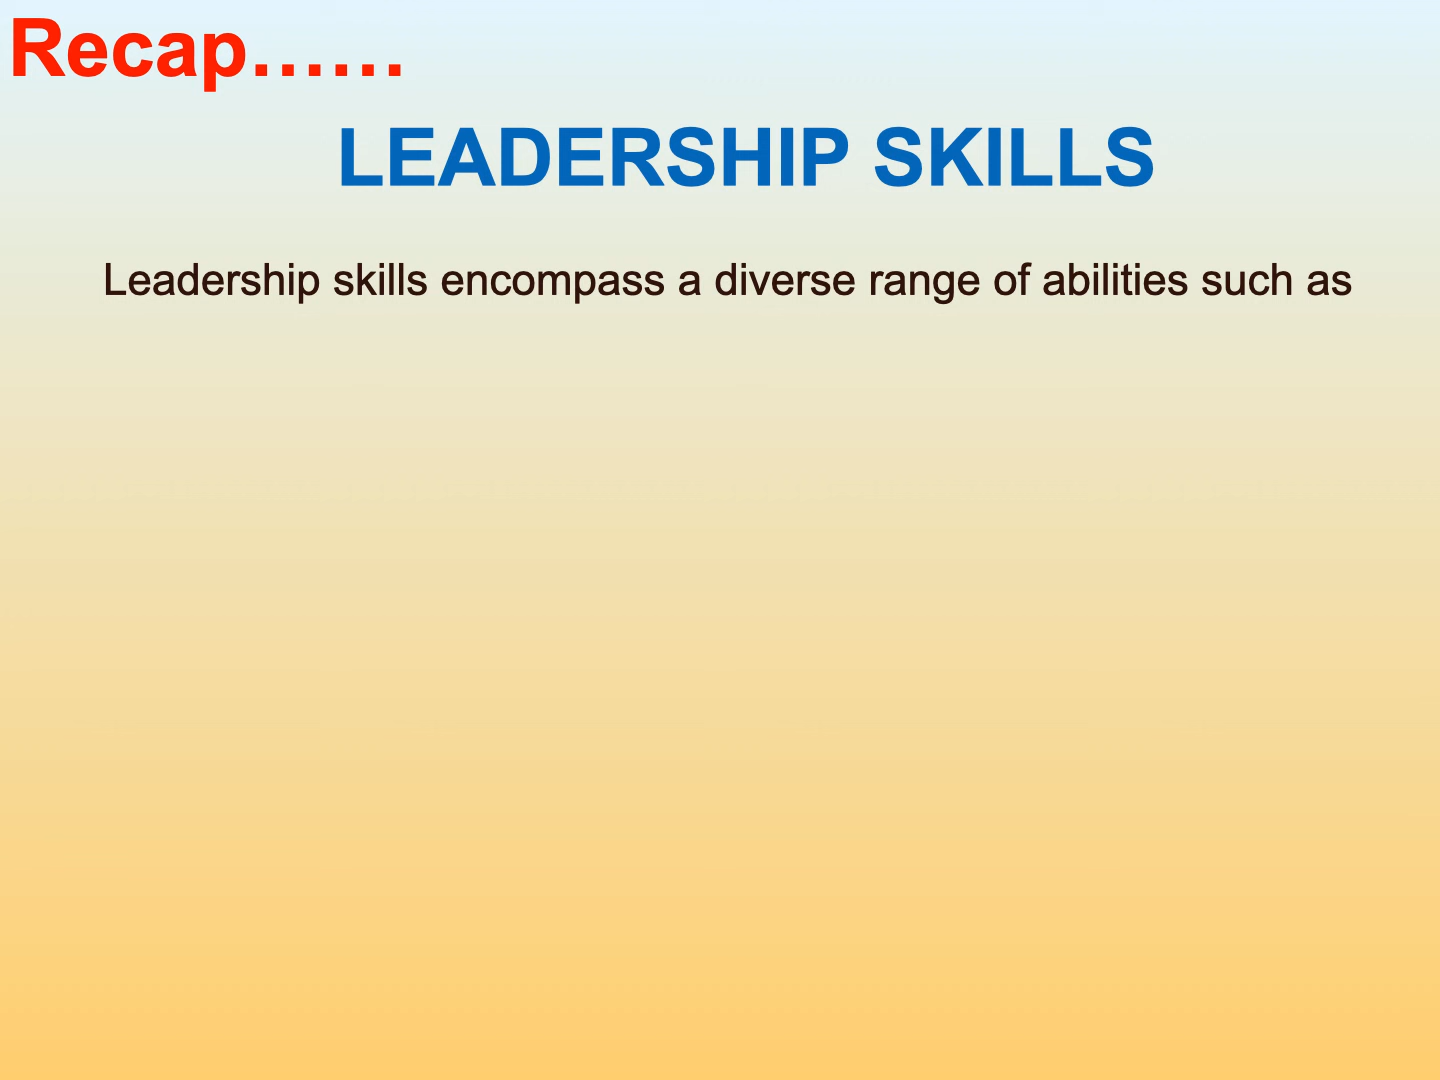 Recap……
LEADERSHIP SKILLS
Leadership skills encompass a diverse range of abilities such as